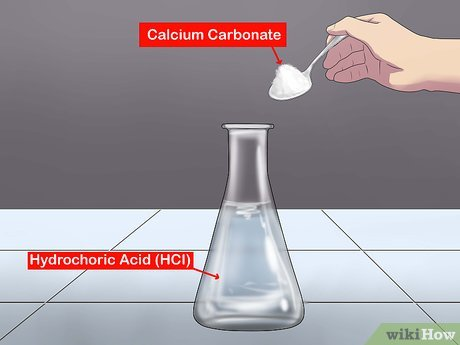 Calcium Carbonate
Hydrochoric Acid (HCl)
wikiHow